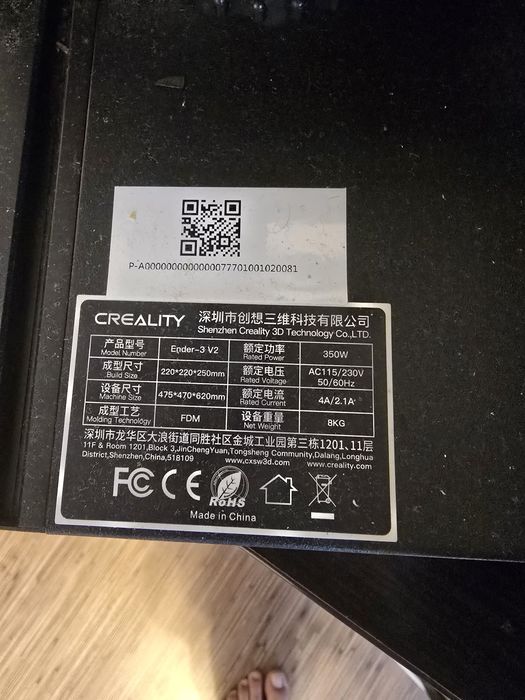 P-A0000000000000077701001020081
CREALITY 深圳市创想三维科技有限公司
Shenzhen Creality 3D Technology Co.,LTD.
产品型号 Model Number Ender-3 V2 额定功率 Rated Power 350W
成型尺寸 Build Size 220*220*250mm 额定电压 Rated Voltage AC115/230V 50/60Hz
设备尺寸 Machine Size 475*470*620mm 额定电流 Rated Current 4A/2.1A
成型工艺 Molding Technology FDM 设备重量 Net Weight 8KG
深圳市龙华区大浪街道同胜社区金城工业园第三栋1201、11层
11F & Room 1201,Block 3,JinChengYuan,Tongsheng Community,Dalang,Longhua
District,Shenzhen,China,518109 www.cxsw3d.com www.creality.com
FC CE RoHS
Made in China